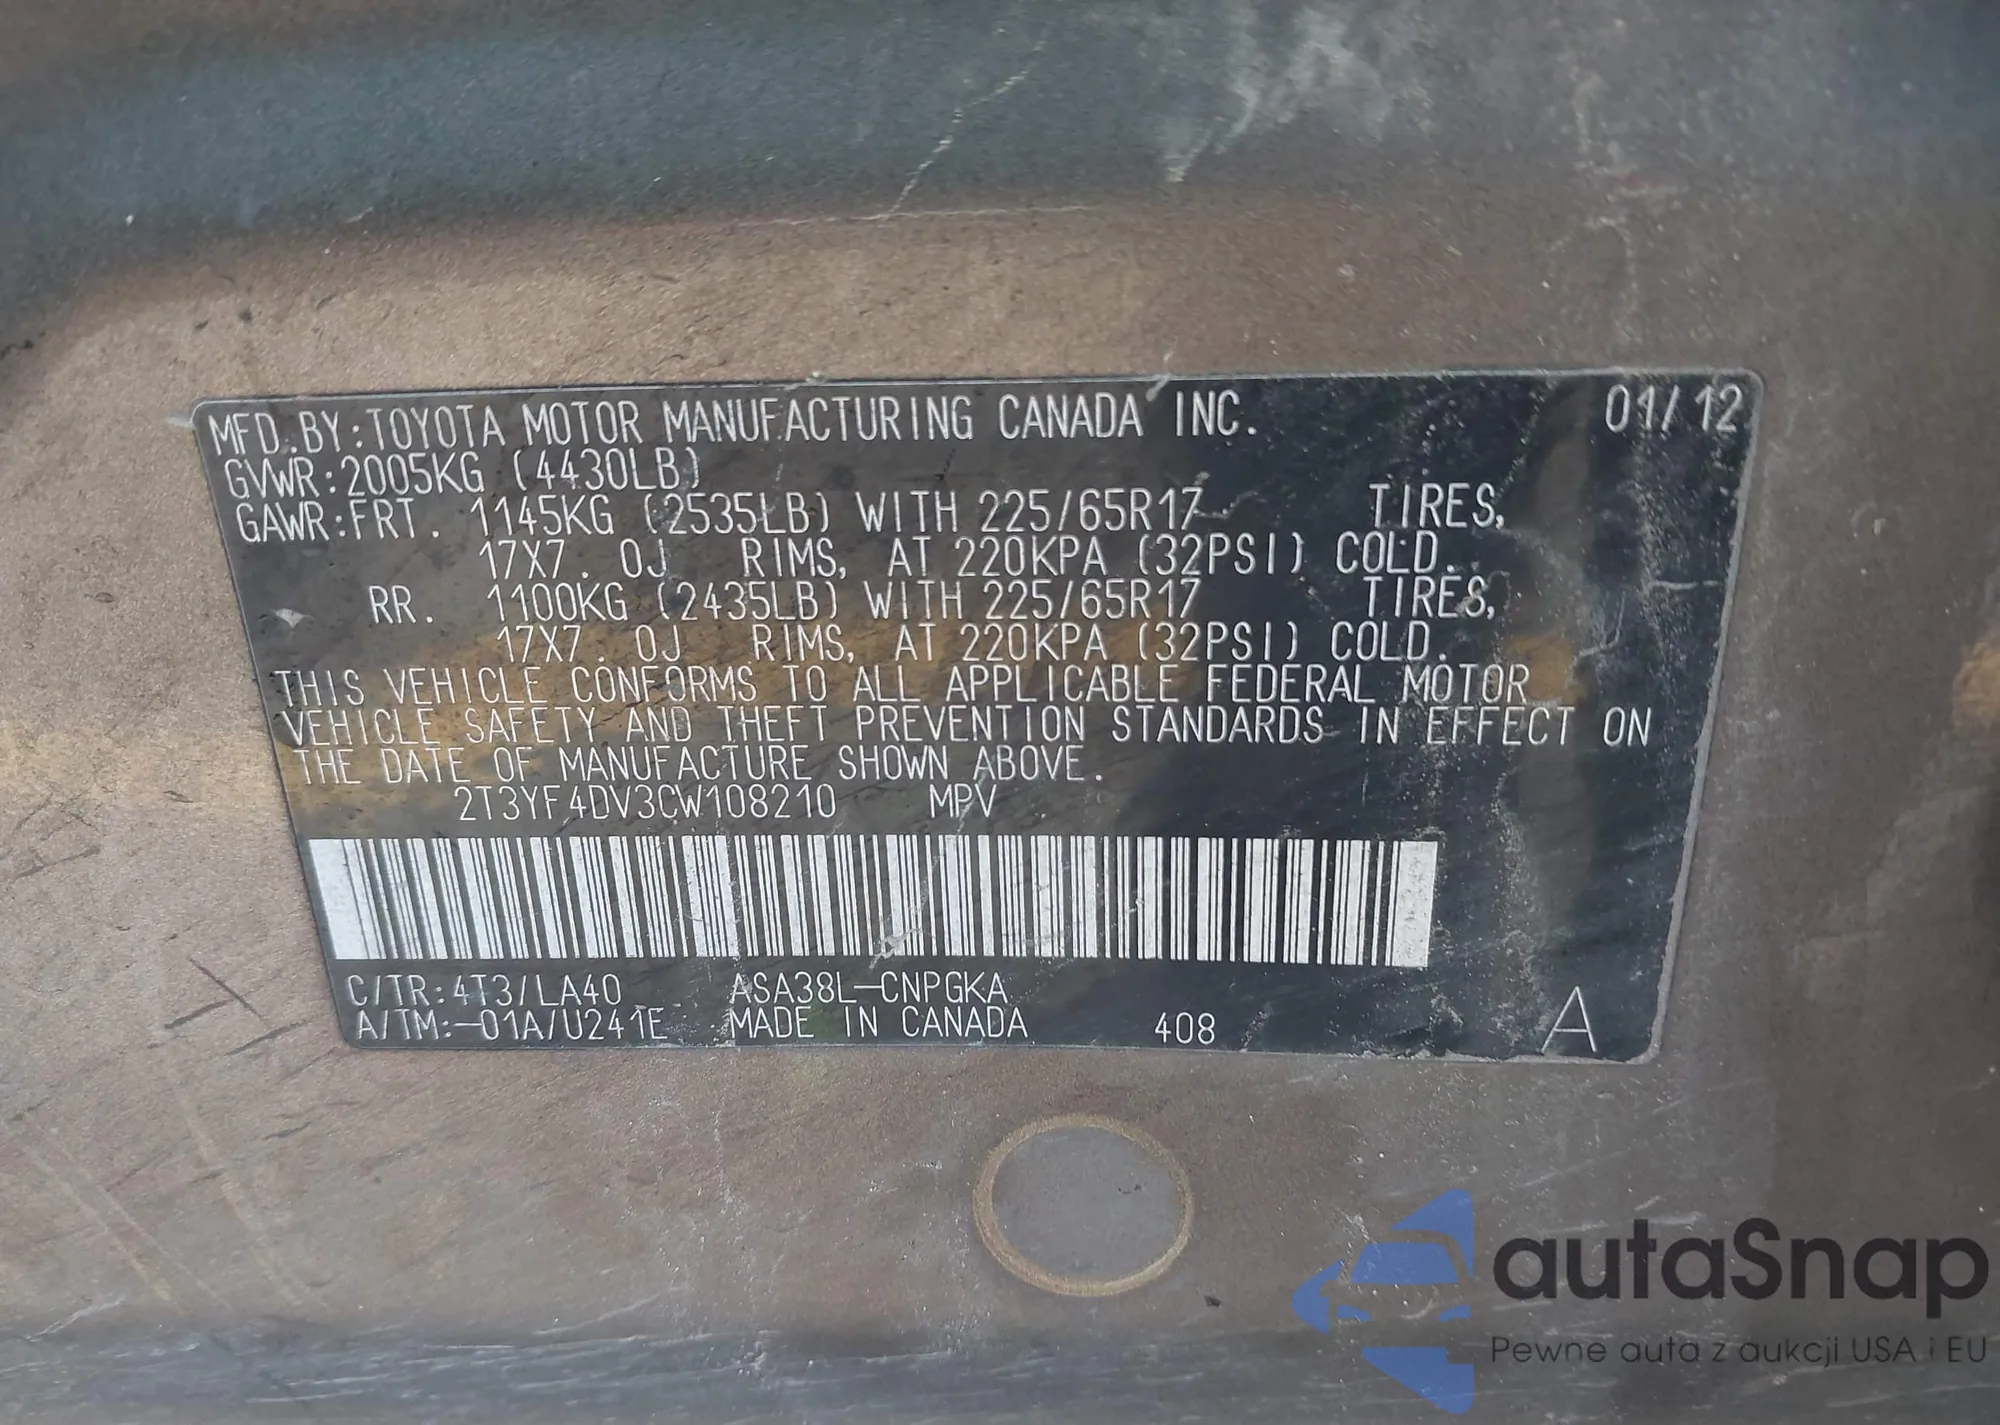 MFD.BY:TOYOTA MOTOR MANUFACTURING CANADA INC. 01/12
GVWR:2005KG (4430LB)
GAWR:FRT. 1145KG (2535LB) WITH 225/65R17 TIRES,
17X7.0J RIMS, AT 220KPA (32PSI) COLD.
RR. 1100KG (2435LB) WITH 225/65R17 TIRES,
17X7.0J RIMS, AT 220KPA (32PSI) COLD.
THIS VEHICLE CONFORMS TO ALL APPLICABLE FEDERAL MOTOR
VEHICLE SAFETY AND THEFT PREVENTION STANDARDS IN EFFECT ON
THE DATE OF MANUFACTURE SHOWN ABOVE.
2T3YF4DV3CW108210 MPV
C/TR:4T3/LA40 ASA38L-CNPGKA
A/TM:-01A/U241E MADE IN CANADA 408 A
autaSnap
Pewne auta z aukcji USA i EU